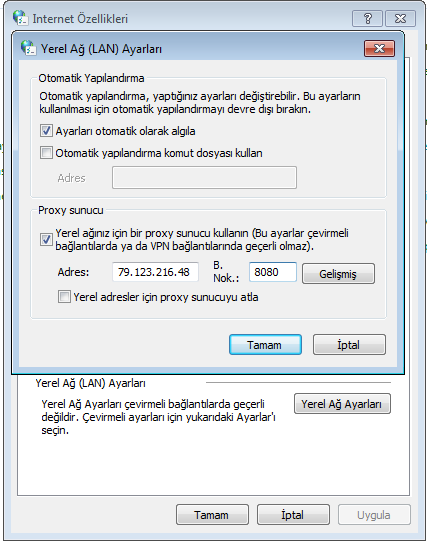 Internet Özellikleri
Yerel Ağ (LAN) Ayarları
Otomatik Yapılandırma
Otomatik yapılandırma, yaptığınız ayarları değiştirebilir. Bu ayarların
kullanılması için otomatik yapılandırmayı devre dışı bırakın.
Ayarları otomatik olarak algıla
Otomatik yapılandırma komut dosyası kullan
Adres
Proxy sunucu
Yerel ağınız için bir proxy sunucu kullanın (Bu ayarlar çevirmeli
bağlantılarda ya da VPN bağlantılarında geçerli olmaz).
Adres: 79.123.216.48 B. Nok.: 8080 Gelişmiş
Yerel adresler için proxy sunucuyu atla
Tamam İptal
Yerel Ağ (LAN) Ayarları
Yerel Ağ Ayarları çevirmeli bağlantılarda geçerli
değildir. Çevirmeli ayarları için yukarıdaki Ayarlar'ı
seçin.
Yerel Ağ Ayarları
Tamam İptal Uygula